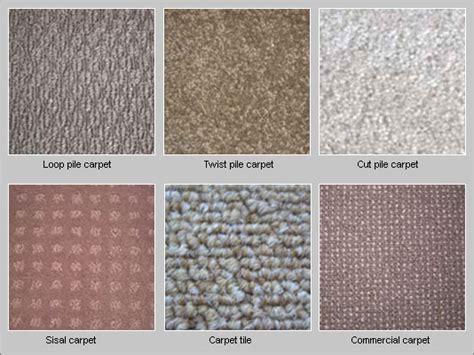 Loop pile carpet
Twist pile carpet
Cut pile carpet
Sisal carpet
Carpet tile
Commercial carpet